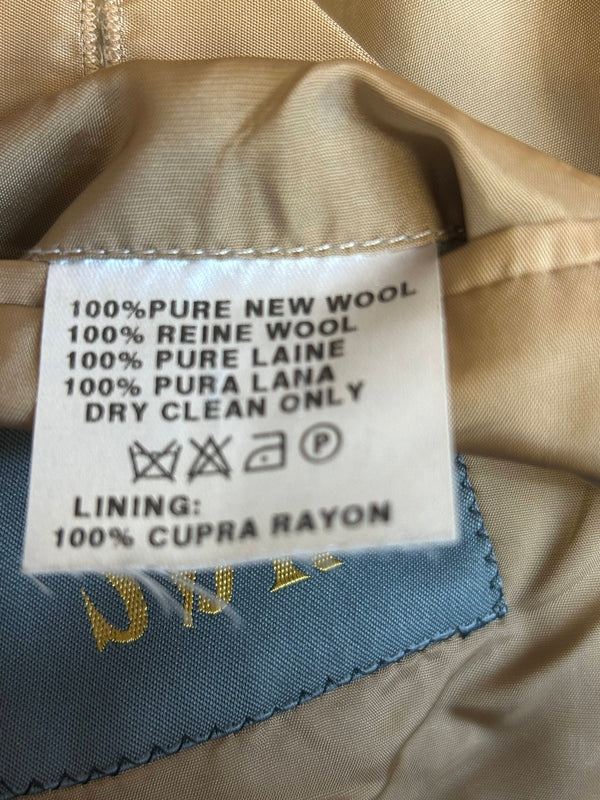 100%PURE NEW WOOL
100% REINE WOOL
100% PURE LAINE
100% PURA LANA
DRY CLEAN ONLY
P
LINING:
100% CUPRA RAYON